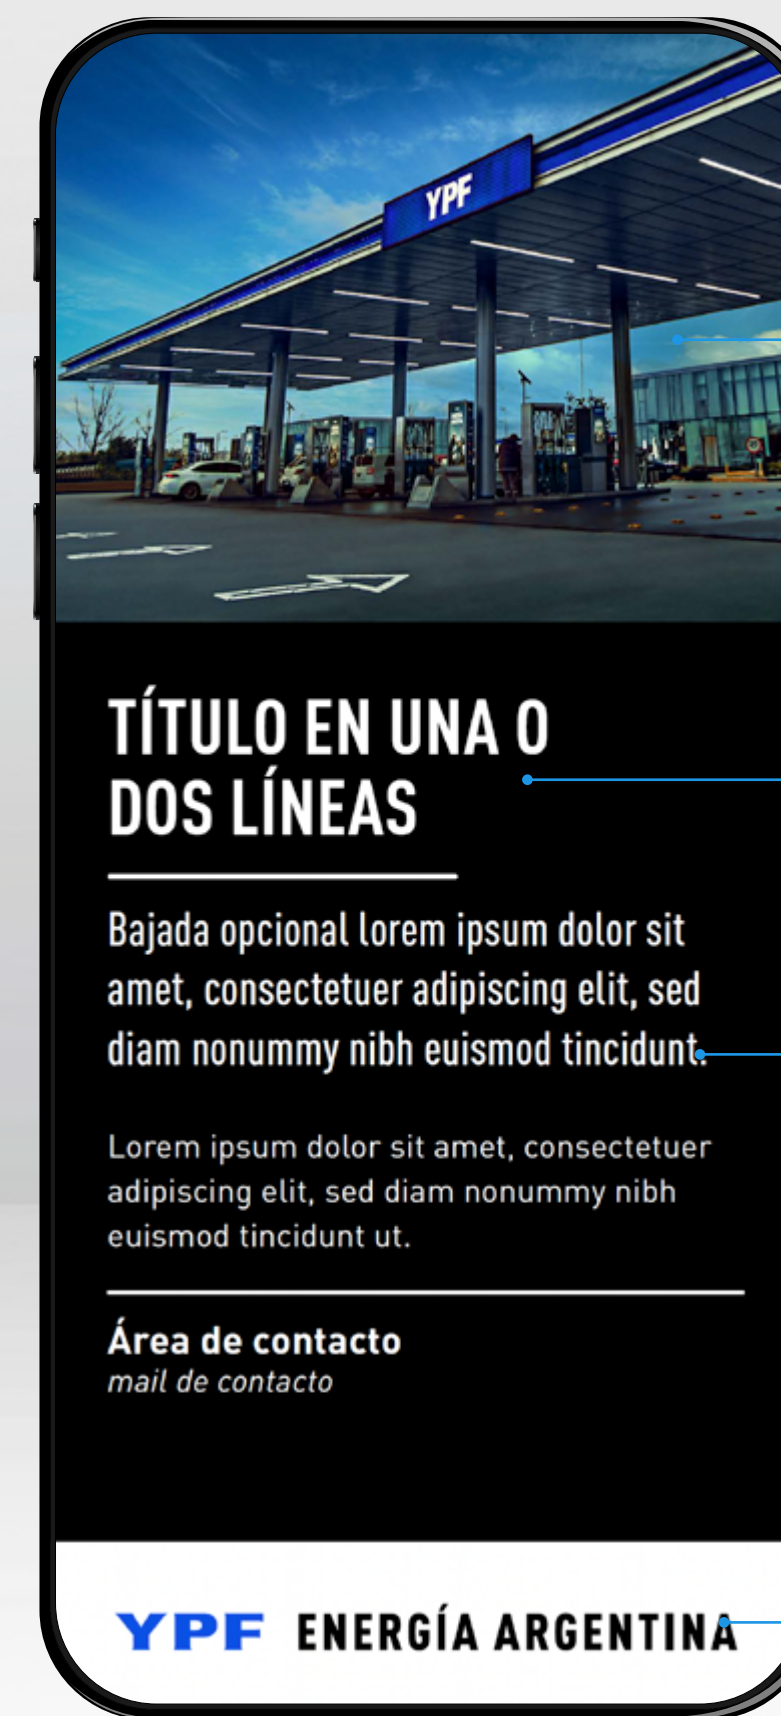 YPF
TÍTULO EN UNA O
DOS LÍNEAS
Bajada opcional lorem ipsum dolor sit
amet, consectetuer adipiscing elit, sed
diam nonummy nibh euismod tincidunt.
Lorem ipsum dolor sit amet, consectetuer
adipiscing elit, sed diam nonummy nibh
euismod tincidunt ut.
Área de contacto
mail de contacto
YPF ENERGÍA ARGENTINA